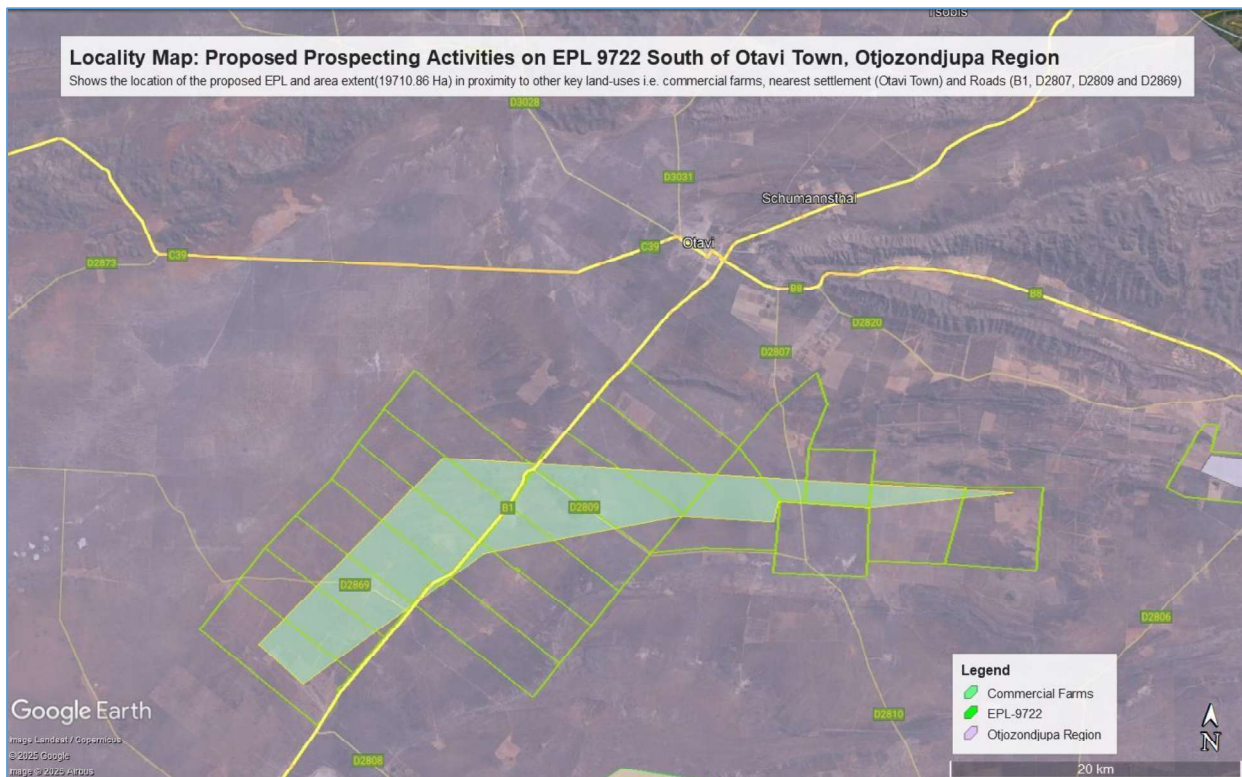 Tsobis
Locality Map: Proposed Prospecting Activities on EPL 9722 South of Otavi Town, Otjozondjupa Region
Shows the location of the proposed EPL and area extent(19710.86 Ha) in proximity to other key land-uses i.e. commercial farms, nearest settlement (Otavi Town) and Roads (B1, D2807, D2809 and D2869)
D3028
D3031
Schumannsthal
Otavi
C39
C39
D2873
B8
B8
D2820
D2807
B1
D2809
D2869
D2806
Legend
Commercial Farms
EPL-9722
Otjozondjupa Region
Google Earth
D2810
N
Image Landsat / Copernicus
© 2025 Google
D2808
Image © 2025 Airbus
20 km